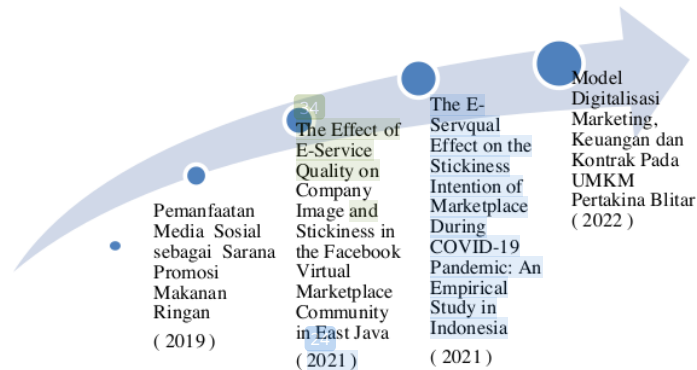 Pemanfaatan
Media Sosial
sebagai Sarana
Promosi
Makanan
Ringan
( 2019 )
34
The Effect of
E-Service
Quality on
Company
Image and
Stickiness in
the Facebook
Virtual
Marketplace
Community
in East Java
24
( 2021 )
The E-
Servqual
Effect on the
Stickiness
Intention of
Marketplace
During
COVID-19
Pandemic: An
Empirical
Study in
Indonesia
( 2021 )
Model
Digitalisasi
Marketing,
Keuangan dan
Kontrak Pada
UMKM
Pertakina Blitar
( 2022 )